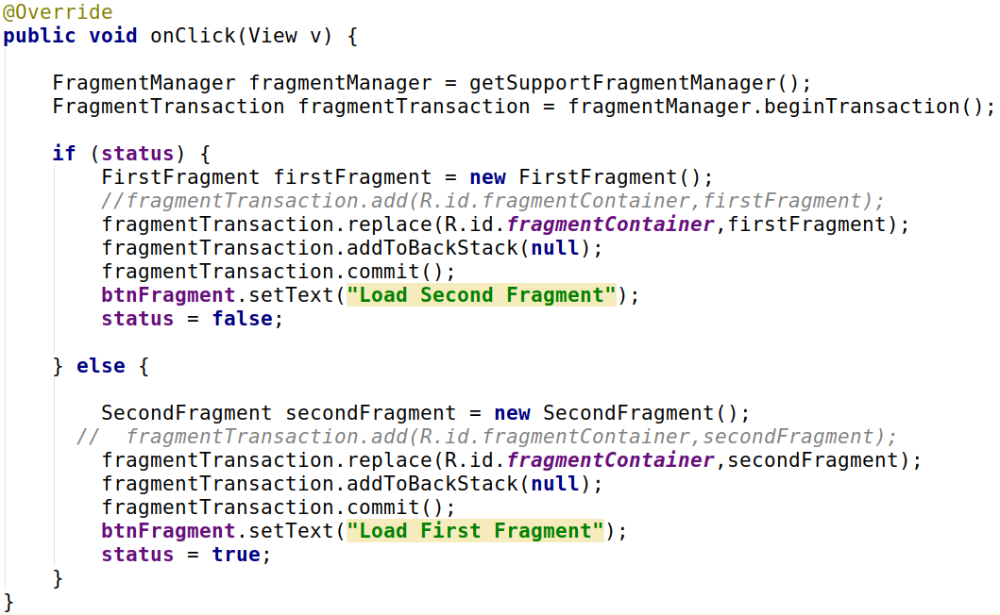 @Override
public void onClick(View v) {
FragmentManager fragmentManager = getSupportFragmentManager();
FragmentTransaction fragmentTransaction = fragmentManager.beginTransaction();
if (status) {
FirstFragment firstFragment = new FirstFragment();
//fragmentTransaction.add(R.id.fragmentContainer,firstFragment);
fragmentTransaction.replace(R.id.fragmentContainer,firstFragment);
fragmentTransaction.addToBackStack(null);
fragmentTransaction.commit();
btnFragment.setText("Load Second Fragment");
status = false;
} else {
SecondFragment secondFragment = new SecondFragment();
//  fragmentTransaction.add(R.id.fragmentContainer,secondFragment);
fragmentTransaction.replace(R.id.fragmentContainer,secondFragment);
fragmentTransaction.addToBackStack(null);
fragmentTransaction.commit();
btnFragment.setText("Load First Fragment");
status = true;
}
}